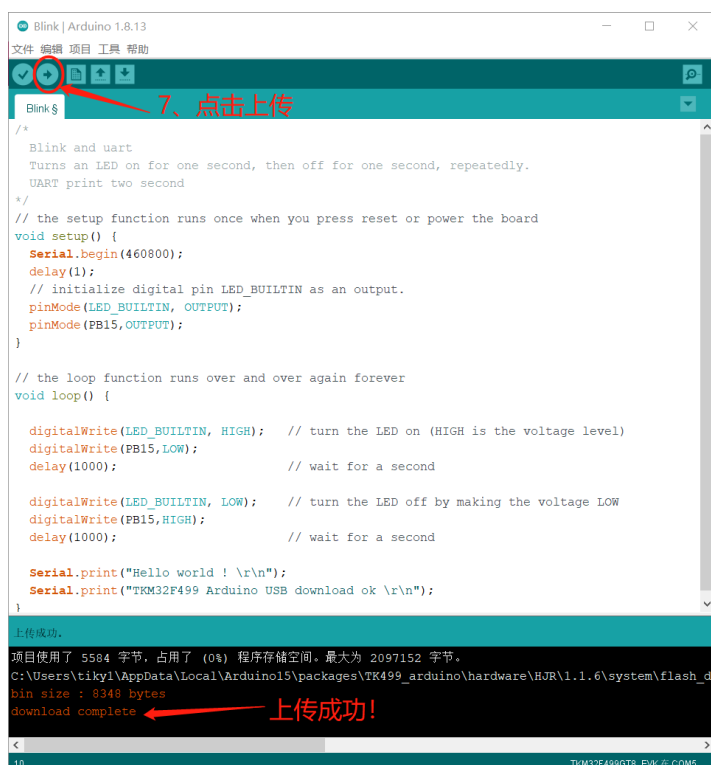 Blink | Arduino 1.8.13
文件 编辑 项目 工具 帮助
7、点击上传
Blink §
/*
  Blink and uart
  Turns an LED on for one second, then off for one second, repeatedly.
  UART print two second
*/
// the setup function runs once when you press reset or power the board
void setup() {
  Serial.begin(460800);
  delay(1);
  // initialize digital pin LED_BUILTIN as an output.
  pinMode(LED_BUILTIN, OUTPUT);
  pinMode(PB15,OUTPUT);
}
// the loop function runs over and over again forever
void loop() {
  digitalWrite(LED_BUILTIN, HIGH);   // turn the LED on (HIGH is the voltage level)
  digitalWrite(PB15,LOW);
  delay(1000);                       // wait for a second
  digitalWrite(LED_BUILTIN, LOW);    // turn the LED off by making the voltage LOW
  digitalWrite(PB15,HIGH);
  delay(1000);                       // wait for a second
  Serial.print("Hello world ! \r\n");
  Serial.print("TKM32F499 Arduino USB download ok \r\n");
}
上传成功。
项目使用了 5584 字节，占用了 (0%) 程序存储空间。最大为 2097152 字节。
C:\Users\tiky1\AppData\Local\Arduino15\packages\TK499_arduino\hardware\HJR\1.1.6\system\flash_d
bin size : 8348 bytes
download complete
上传成功!
10
TKM32F499GT8_EVK 在 COM5